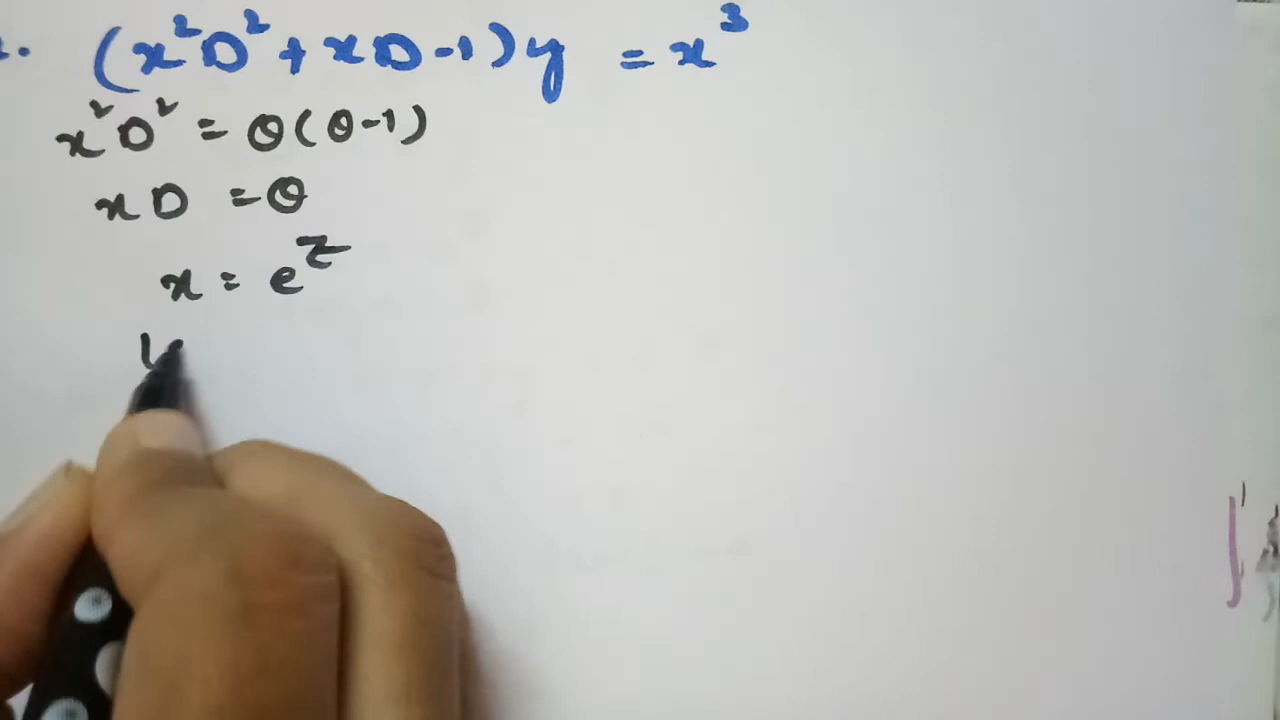 (x²D² + xD - 1)y = x³
x²D² = θ(θ-1)
xD = θ
x = e^z